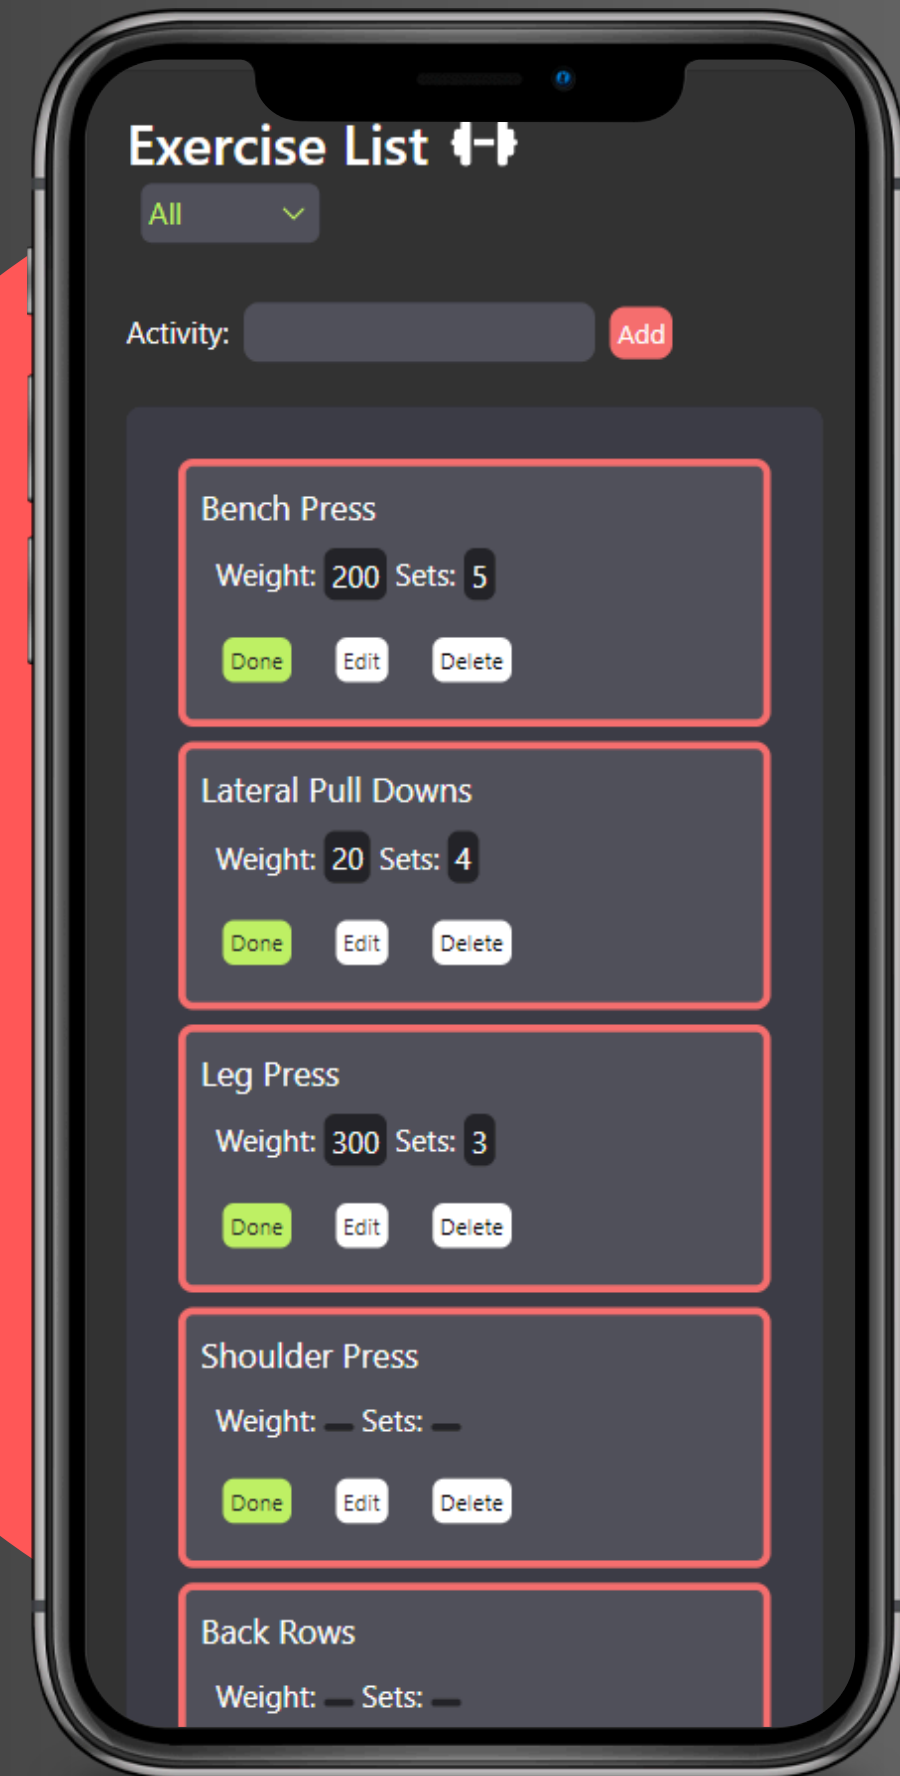 Exercise List
All
Activity: Add
Bench Press
Weight: 200 Sets: 5
Done Edit Delete
Lateral Pull Downs
Weight: 20 Sets: 4
Done Edit Delete
Leg Press
Weight: 300 Sets: 3
Done Edit Delete
Shoulder Press
Weight: Sets:
Done Edit Delete
Back Rows
Weight: Sets: